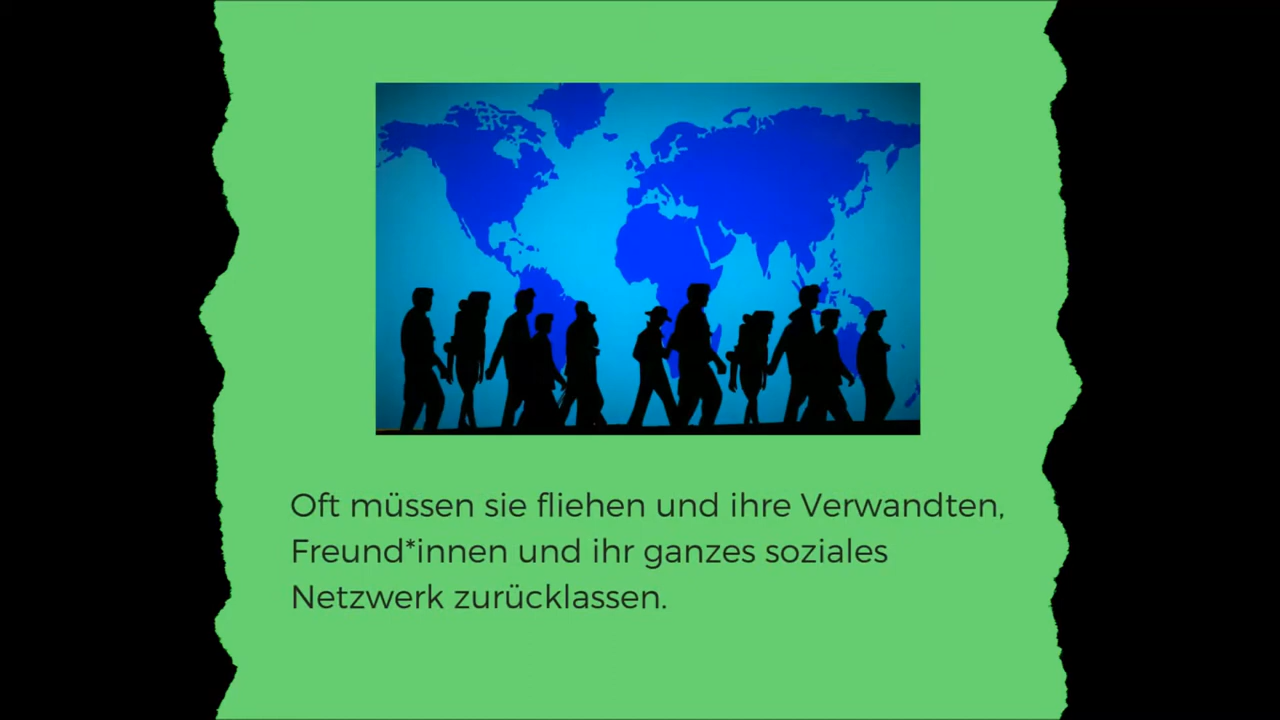 Oft müssen sie fliehen und ihre Verwandten,
Freund*innen und ihr ganzes soziales
Netzwerk zurücklassen.